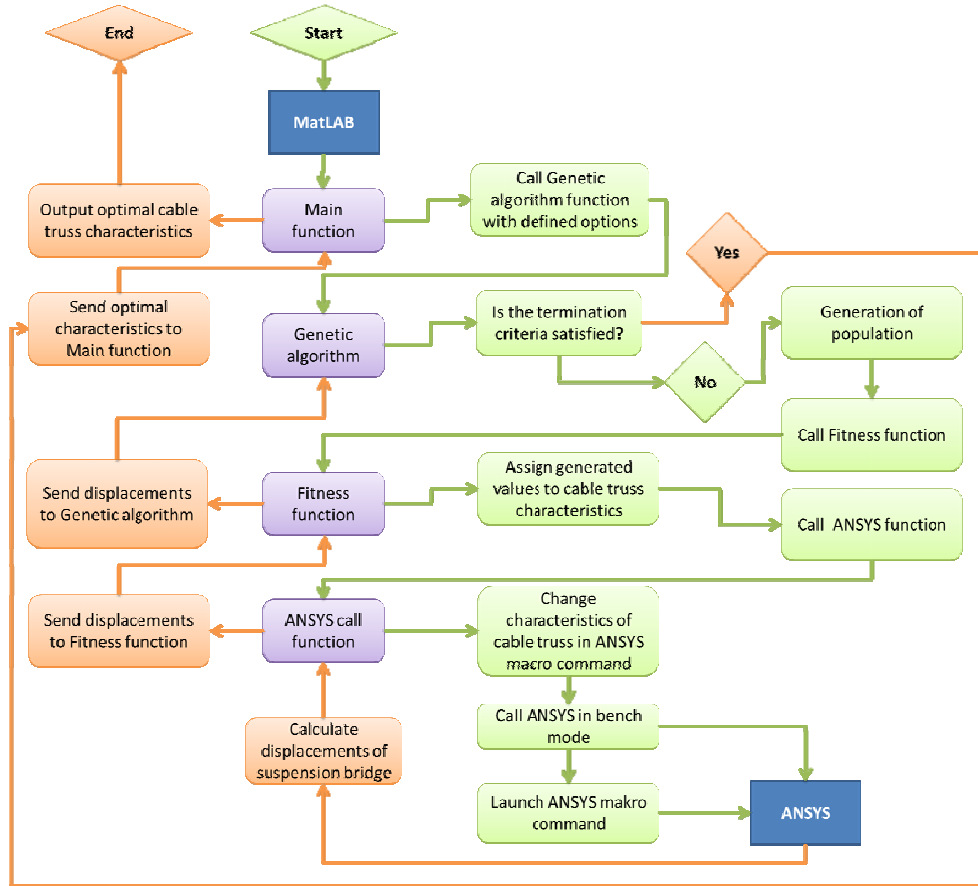 End
Start
MatLAB
Output optimal cable
truss characteristics
Main
function
Call Genetic
algorithm function
with defined options
Yes
Send optimal
characteristics to
Main function
Genetic
algorithm
Is the termination
criteria satisfied?
No
Generation of
population
Call Fitness function
Send displacements
to Genetic algorithm
Fitness
function
Assign generated
values to cable truss
characteristics
Call ANSYS function
Send displacements
to Fitness function
ANSYS call
function
Change
characteristics of
cable truss in ANSYS
macro command
Calculate
displacements of
suspension bridge
Call ANSYS in bench
mode
Launch ANSYS makro
command
ANSYS